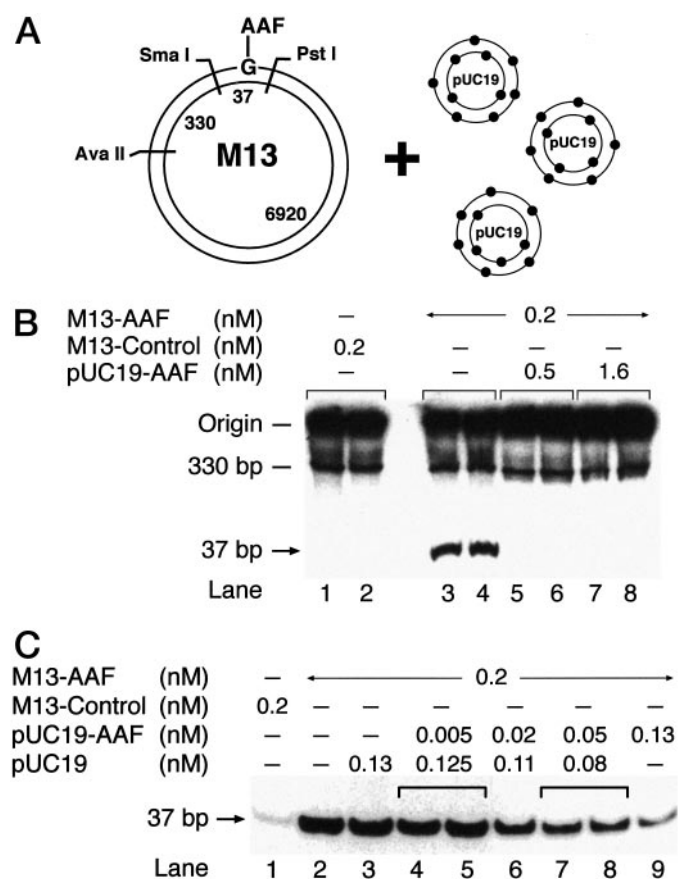 A
AAF
Sma I
G
Pst I
37
330
Ava II
M13
6920
+
pUC19
pUC19
pUC19
B
M13-AAF (nM) – 0.2
M13-Control (nM) 0.2 – – –
pUC19-AAF (nM) – – 0.5 1.6
Origin –
330 bp –
37 bp
Lane 1 2 3 4 5 6 7 8
C
M13-AAF (nM) – 0.2
M13-Control (nM) 0.2 – – – – – –
pUC19-AAF (nM) – – – 0.005 0.02 0.05 0.13
pUC19 (nM) – – 0.13 0.125 0.11 0.08 –
37 bp
Lane 1 2 3 4 5 6 7 8 9